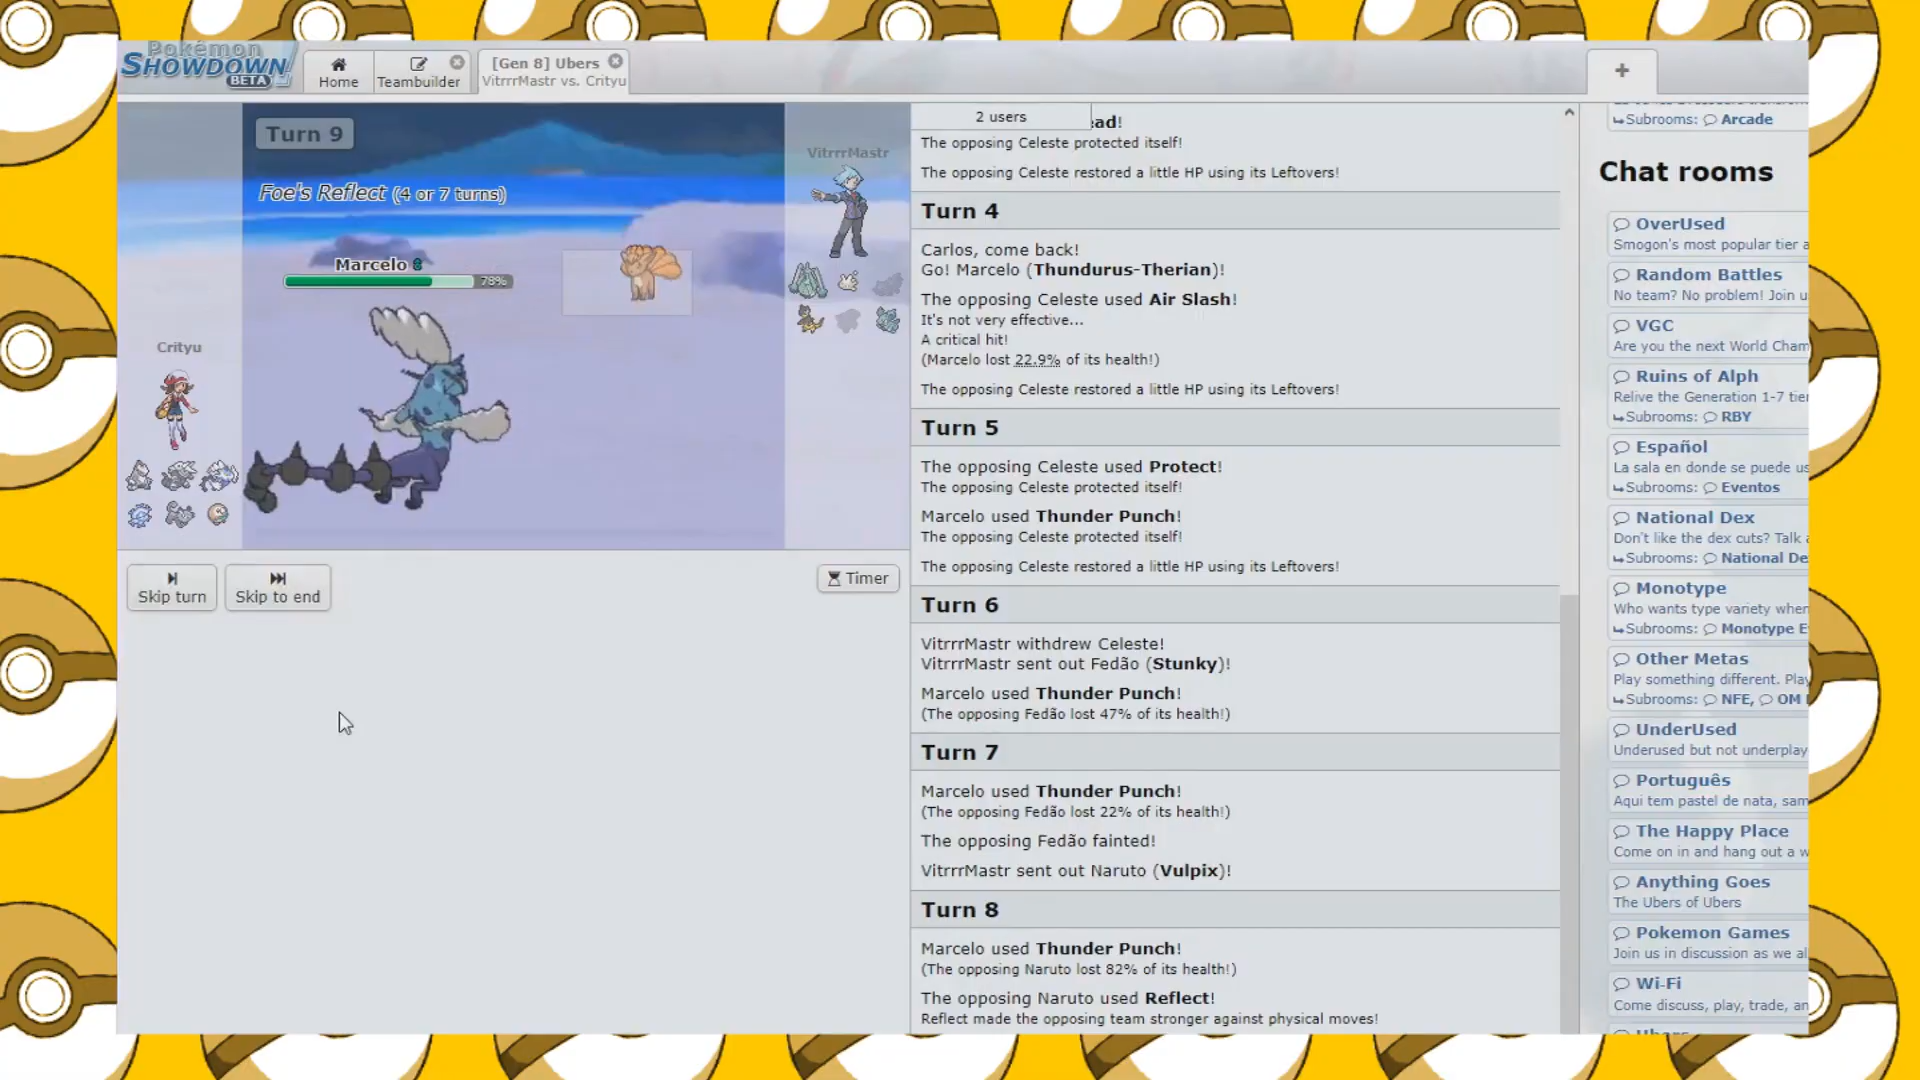 Pokémon
SHOWDOWN
BETA
Home
Teambuilder
[Gen 8] Ubers
VitrrrMastr vs. Crityu
+
Turn 9
Foe's Reflect (4 or 7 turns)
Marcelo
78%
VitrrrMastr
Crityu
Skip turn
Skip to end
Timer
2 users
ead!
The opposing Celeste protected itself!
The opposing Celeste restored a little HP using its Leftovers!
Turn 4
Carlos, come back!
Go! Marcelo (Thundurus-Therian)!
The opposing Celeste used Air Slash!
It's not very effective...
A critical hit!
(Marcelo lost 22.9% of its health!)
The opposing Celeste restored a little HP using its Leftovers!
Turn 5
The opposing Celeste used Protect!
The opposing Celeste protected itself!
Marcelo used Thunder Punch!
The opposing Celeste protected itself!
The opposing Celeste restored a little HP using its Leftovers!
Turn 6
VitrrrMastr withdrew Celeste!
VitrrrMastr sent out Fedão (Stunky)!
Marcelo used Thunder Punch!
(The opposing Fedão lost 47% of its health!)
Turn 7
Marcelo used Thunder Punch!
(The opposing Fedão lost 22% of its health!)
The opposing Fedão fainted!
VitrrrMastr sent out Naruto (Vulpix)!
Turn 8
Marcelo used Thunder Punch!
(The opposing Naruto lost 82% of its health!)
The opposing Naruto used Reflect!
Reflect made the opposing team stronger against physical moves!
Subrooms: Arcade
Chat rooms
OverUsed
Smogon's most popular tier a
Random Battles
No team? No problem! Join u
VGC
Are you the next World Cham
Ruins of Alph
Relive the Generation 1-7 tier
Subrooms: RBY
Español
La sala en donde se puede us
Subrooms: Eventos
National Dex
Don't like the dex cuts? Talk a
Subrooms: National De
Monotype
Who wants type variety when
Subrooms: Monotype E
Other Metas
Play something different. Play
Subrooms: NFE, OM
UnderUsed
Underused but not underplay
Português
Aqui tem pastel de nata, sam
The Happy Place
Come on in and hang out a w
Anything Goes
The Ubers of Ubers
Pokemon Games
Join us in discussion as we al
Wi-Fi
Come discuss, play, trade, an